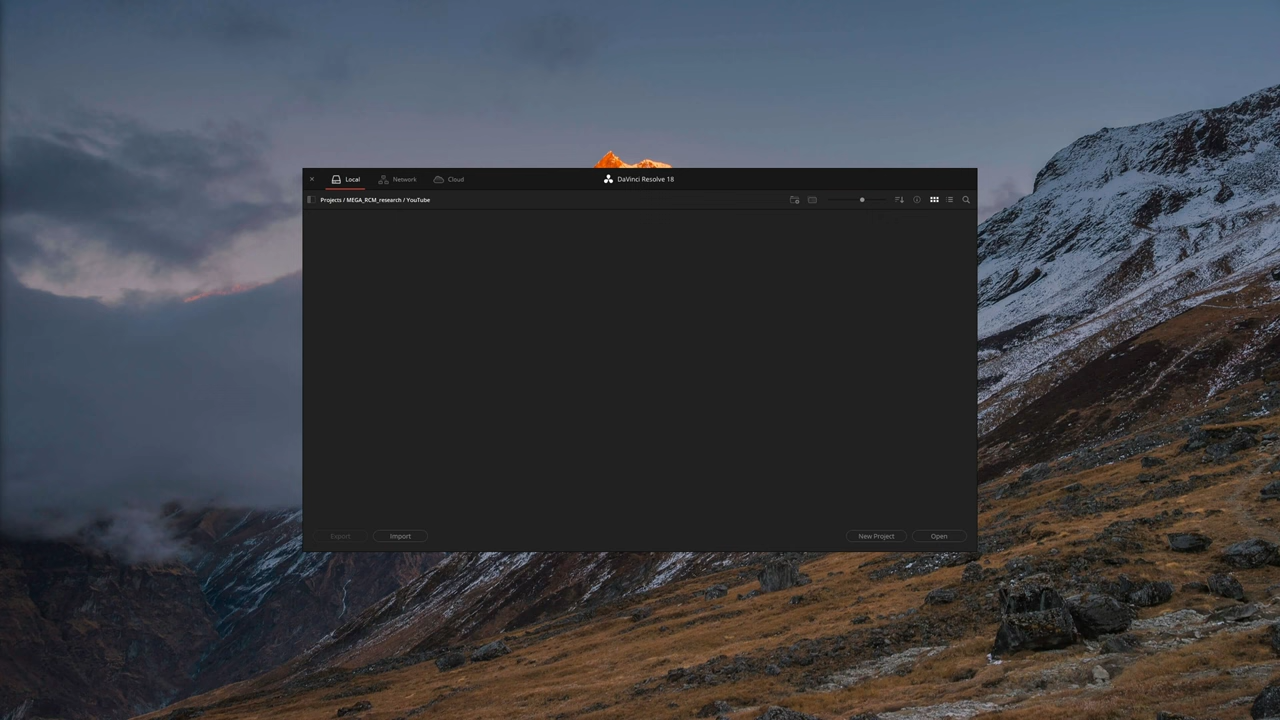 Local
Network
Cloud
DaVinci Resolve 18
Projects / MEGA_RCM_research / YouTube
Export
Import
New Project
Open